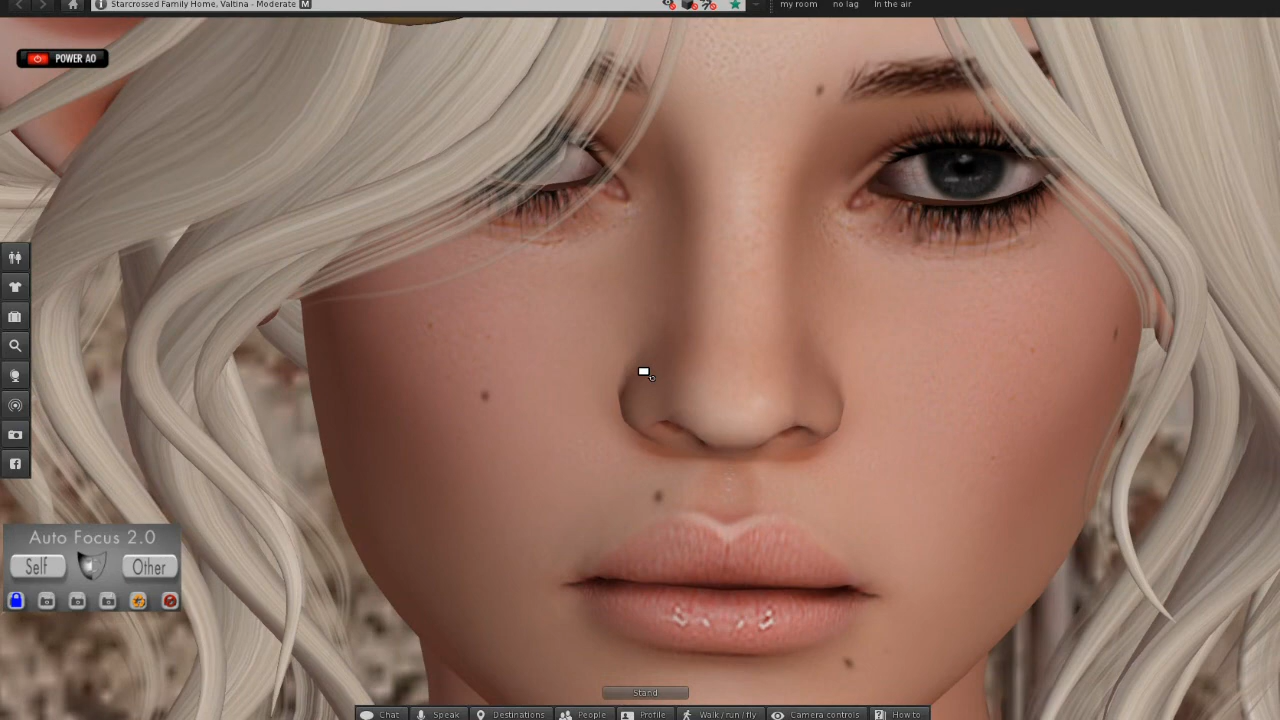 Starcrossed Family Home, Valtina - Moderate M
my room no lag In the air
POWER AO
Auto Focus 2.0
Self Other
Stand
Chat Speak Destinations People Profile Walk / run / fly Camera controls How to